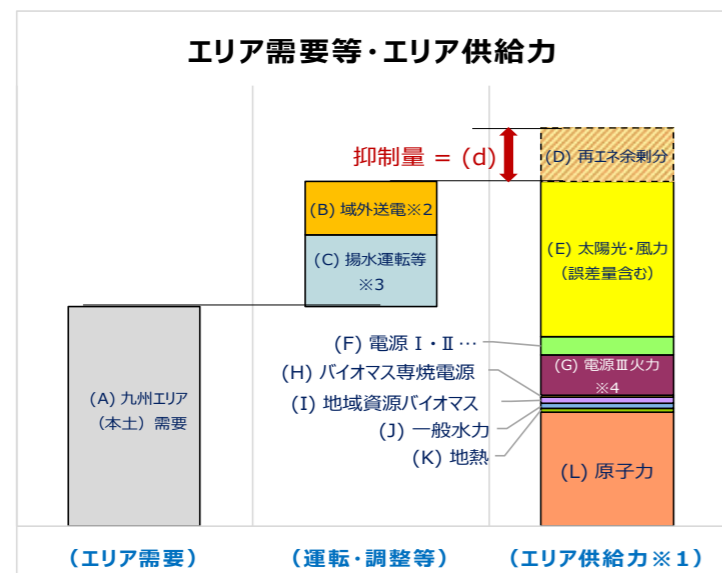 エリア需要等・エリア供給力
抑制量 = (d)
(D) 再エネ余剰分
(B) 域外送電※2
(C) 揚水運転等
※3
(E) 太陽光・風力
(誤差量含む)
(F) 電源 Ⅰ・Ⅱ…
(G) 電源Ⅲ火力
※4
(H) バイオマス専焼電源
(I) 地域資源バイオマス
(J) 一般水力
(K) 地熱
(A) 九州エリア
(本土) 需要
(L) 原子力
(エリア需要)
(運転・調整等)
(エリア供給力※1)